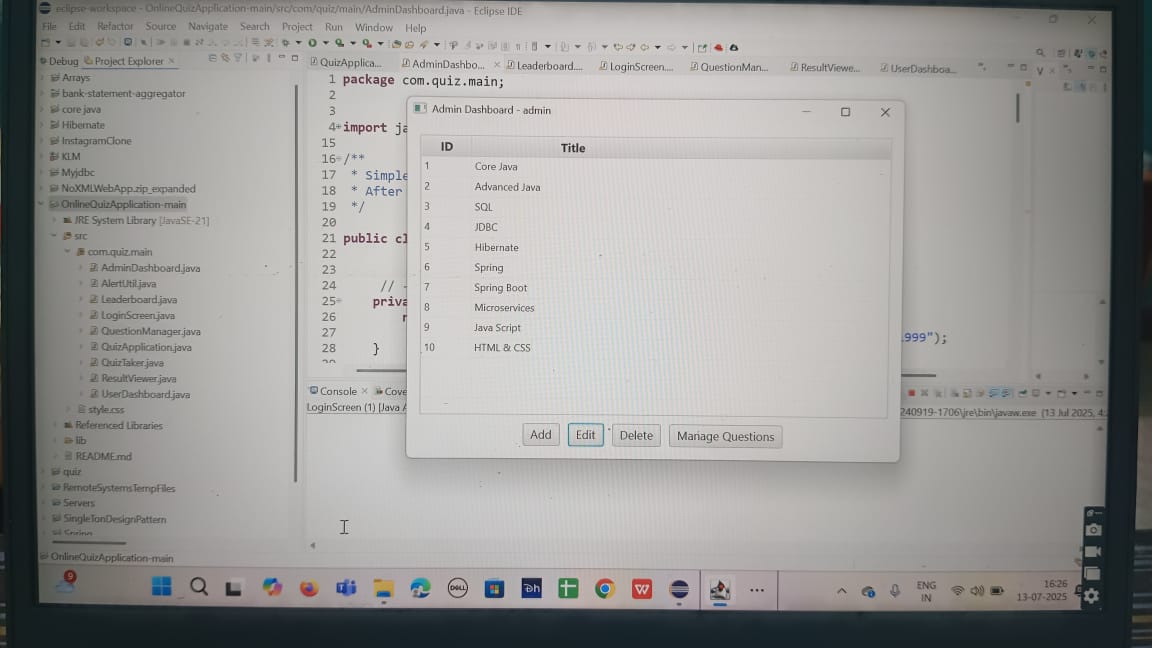 eclipse-workspace - OnlineQuizApplication-main/src/com/quiz/main/AdminDashboard.java - Eclipse IDE
File Edit Refactor Source Navigate Search Project Run Window Help
Debug Project Explorer
Arrays
bank-statement-aggregator
core java
Hibernate
InstagramClone
KLM
Myjdbc
NoXMLWebApp.zip_expanded
OnlineQuizApplication-main
JRE System Library [JavaSE-21]
src
com.quiz.main
AdminDashboard.java
AlertUtil.java
Leaderboard.java
LoginScreen.java
QuestionManager.java
QuizApplication.java
QuizTaker.java
ResultViewer.java
UserDashboard.java
style.css
Referenced Libraries
lib
README.md
quiz
RemoteSystemsTempFiles
Servers
SingleTonDesignPattern
Spring
OnlineQuizApplication-main
QuizApplica... AdminDashbo... Leaderboard.... LoginScreen.... QuestionMan... ResultViewe... UserDashboa...
1 package com.quiz.main;
2
3
4 import ja
15
16 /**
17 * Simple
18 * After
19 */
20
21 public cl
22
23
24 // -
25 priva
26 r
27
28 }
.999");
Admin Dashboard - admin
ID Title
1 Core Java
2 Advanced Java
3 SQL
4 JDBC
5 Hibernate
6 Spring
7 Spring Boot
8 Microservices
9 Java Script
10 HTML & CSS
Add Edit Delete Manage Questions
Console Cove
LoginScreen (1) [Java A
240919-1706\jre\bin\javaw.exe (13 Jul 2025, 4:
9
DELL
Dh
W
ENG
IN
16:26
13-07-2025